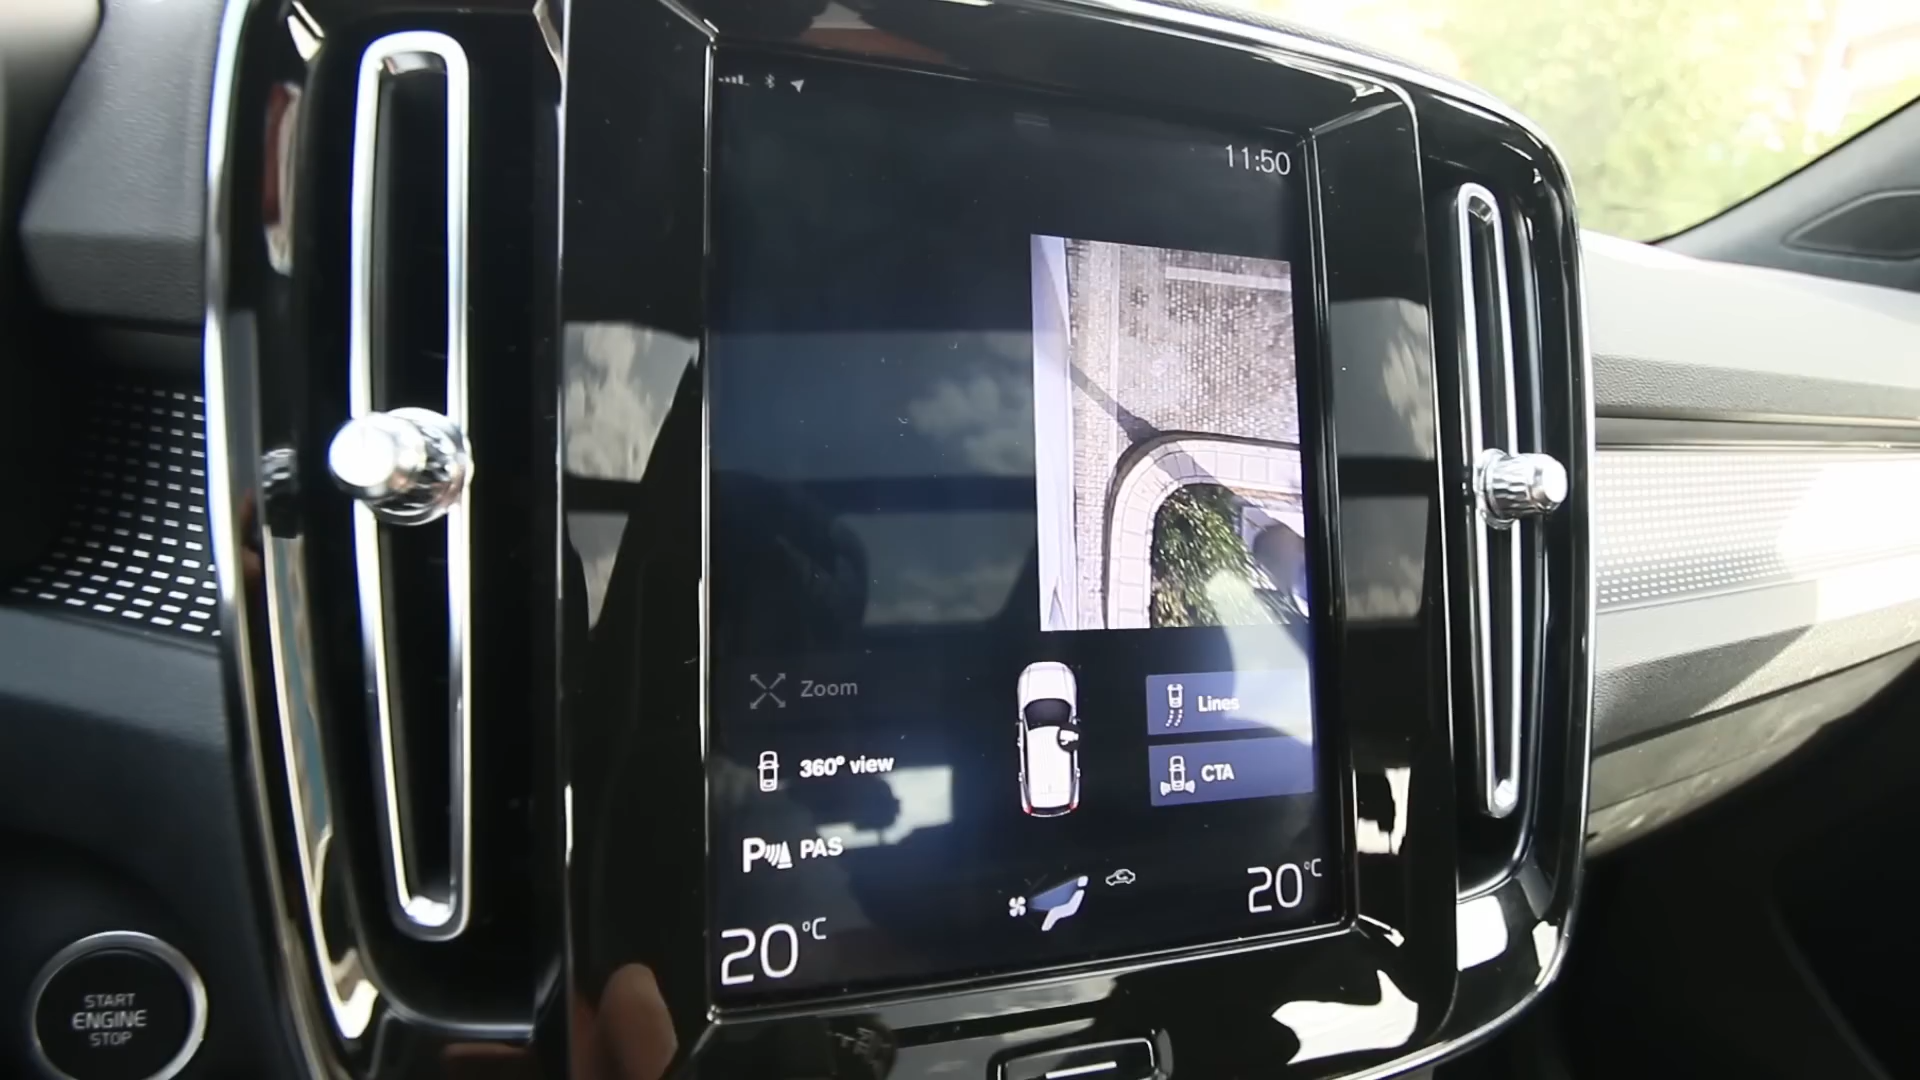 11:50
Zoom
Lines
360° view
CTA
P PAS
20°C
20°C
START
ENGINE
STOP